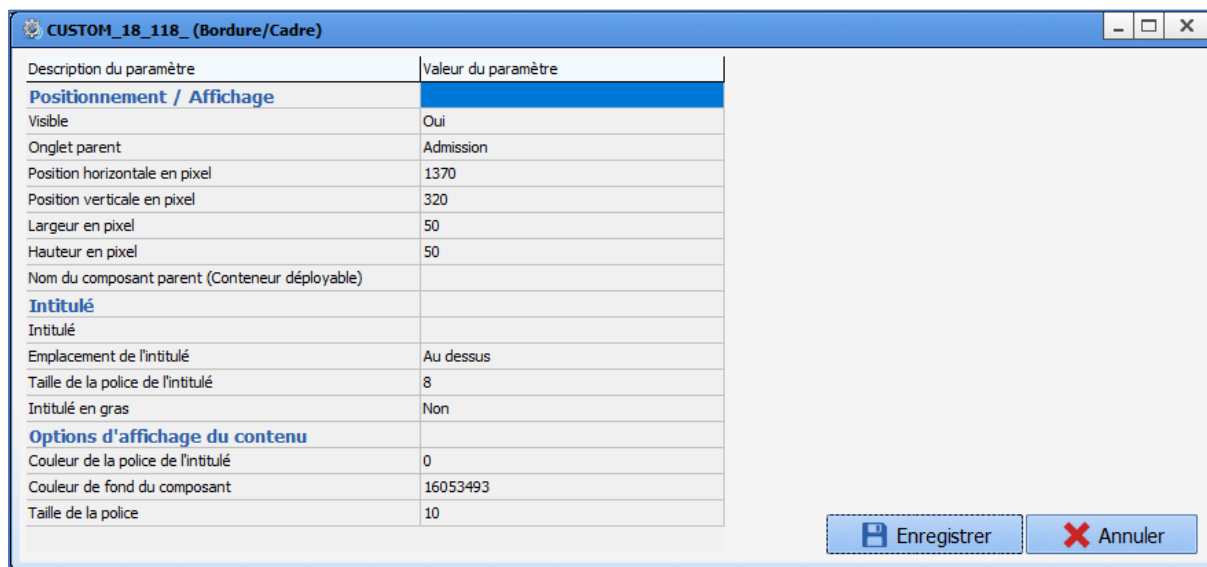 CUSTOM_18_118_ (Bordure/Cadre)
Description du paramètre Valeur du paramètre
Positionnement / Affichage
Visible Oui
Onglet parent Admission
Position horizontale en pixel 1370
Position verticale en pixel 320
Largeur en pixel 50
Hauteur en pixel 50
Nom du composant parent (Conteneur déployable)
Intitulé
Intitulé
Emplacement de l'intitulé Au dessus
Taille de la police de l'intitulé 8
Intitulé en gras Non
Options d'affichage du contenu
Couleur de la police de l'intitulé 0
Couleur de fond du composant 16053493
Taille de la police 10
Enregistrer Annuler